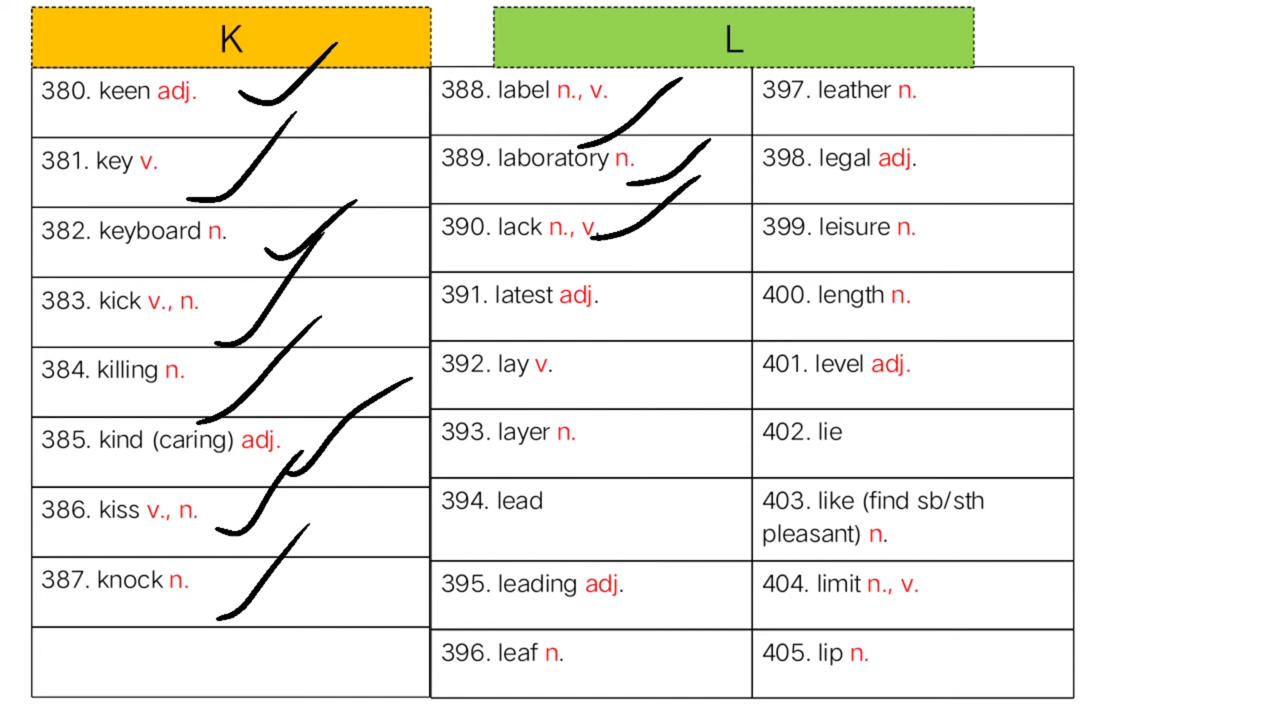 K
380. keen adj.
381. key v.
382. keyboard n.
383. kick v., n.
384. killing n.
385. kind (caring) adj.
386. kiss v., n.
387. knock n.
L
388. label n., v.
389. laboratory n.
390. lack n., v.
391. latest adj.
392. lay v.
393. layer n.
394. lead
395. leading adj.
396. leaf n.
397. leather n.
398. legal adj.
399. leisure n.
400. length n.
401. level adj.
402. lie
403. like (find sb/sth
pleasant) n.
404. limit n., v.
405. lip n.